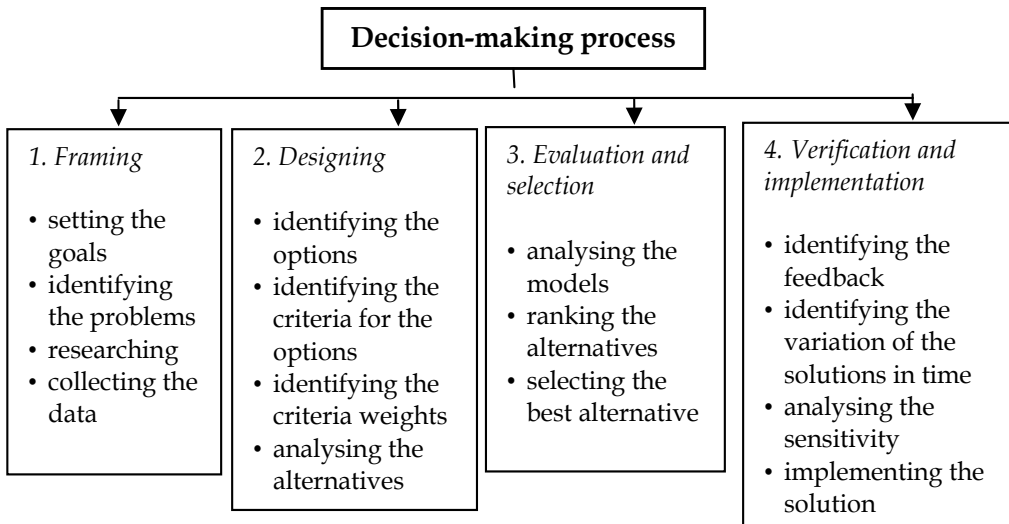 Decision-making process
1. Framing
• setting the
goals
• identifying
the problems
• researching
• collecting the
data
2. Designing
• identifying the
options
• identifying the
criteria for the
options
• identifying the
criteria weights
• analysing the
alternatives
3. Evaluation and
selection
• analysing the
models
• ranking the
alternatives
• selecting the
best alternative
4. Verification and
implementation
• identifying the
feedback
• identifying the
variation of the
solutions in time
• analysing the
sensitivity
• implementing the
solution